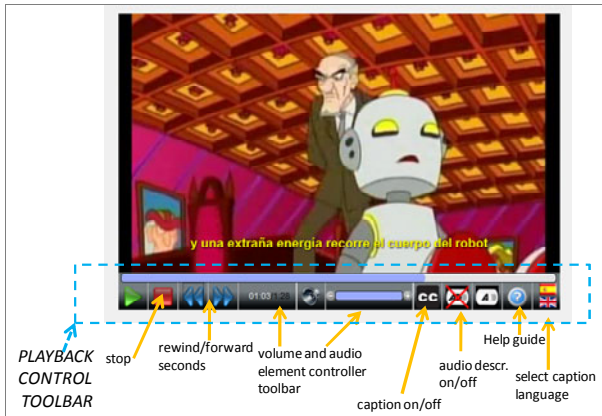 y una extraña energía recorre el cuerpo del robot
01:03
CC
A
?
PLAYBACK
CONTROL
TOOLBAR
stop
rewind/forward
seconds
volume and audio
element controller
toolbar
caption on/off
audio descr.
on/off
Help guide
select caption
language